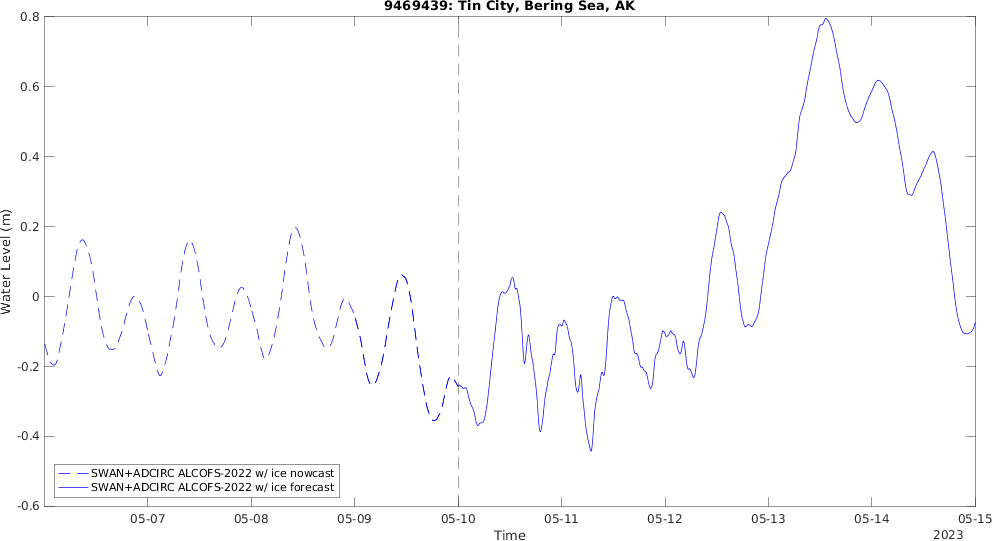 9469439: Tin City, Bering Sea, AK
0.8
0.6
0.4
0.2
0
-0.2
-0.4
-0.6
Water Level (m)
SWAN+ADCIRC ALCOFS-2022 w/ ice nowcast
SWAN+ADCIRC ALCOFS-2022 w/ ice forecast
05-07 05-08 05-09 05-10 05-11 05-12 05-13 05-14 05-15
Time
2023